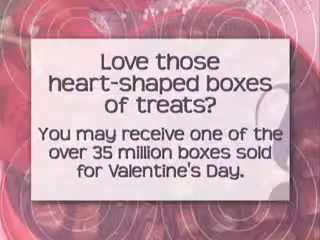 Love those
heart-shaped boxes
of treats?
You may receive one of the
over 35 million boxes sold
for Valentine's Day.